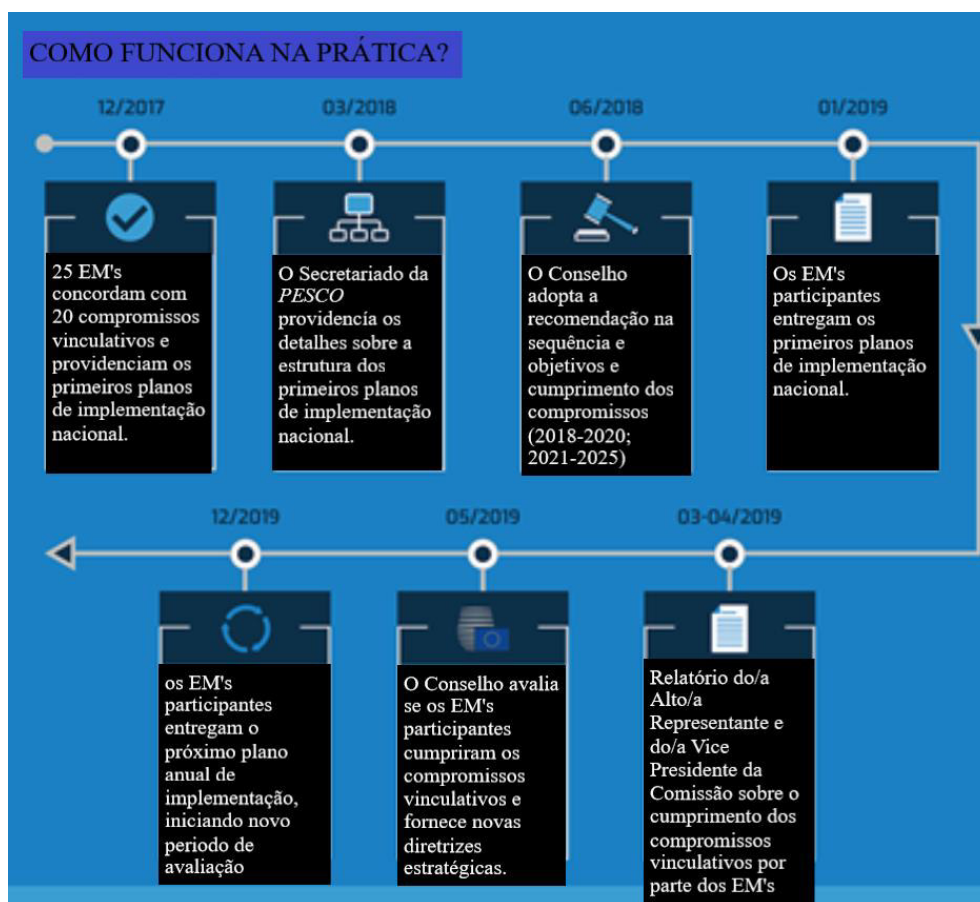 COMO FUNCIONA NA PRÁTICA?
12/2017
25 EM's
concordam com
20 compromissos
vinculativos e
providenciam os
primeiros planos
de implementação
nacional.
03/2018
O Secretariado da
PESCO
providencía os
detalhes sobre a
estrutura dos
primeiros planos
de implementação
nacional.
06/2018
O Conselho
adopta a
recomendação na
sequência e
objetivos e
cumprimento dos
compromissos
(2018-2020;
2021-2025)
01/2019
Os EM's
participantes
entregam os
primeiros planos
de implementação
nacional.
03-04/2019
Relatório do/a
Alto/a
Representante e
do/a Vice
Presidente da
Comissão sobre o
cumprimento dos
compromissos
vinculativos por
parte dos EM's
05/2019
O Conselho avalia
se os EM's
participantes
cumpriram os
compromissos
vinculativos e
fornece novas
diretrizes
estratégicas.
12/2019
os EM's
participantes
entregam o
próximo plano
anual de
implementação,
iniciando novo
periodo de
avaliação